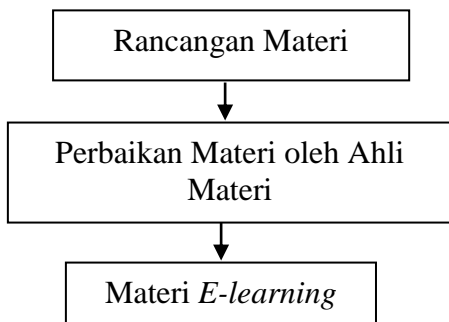 Rancangan Materi
Perbaikan Materi oleh Ahli
Materi
Materi E-learning